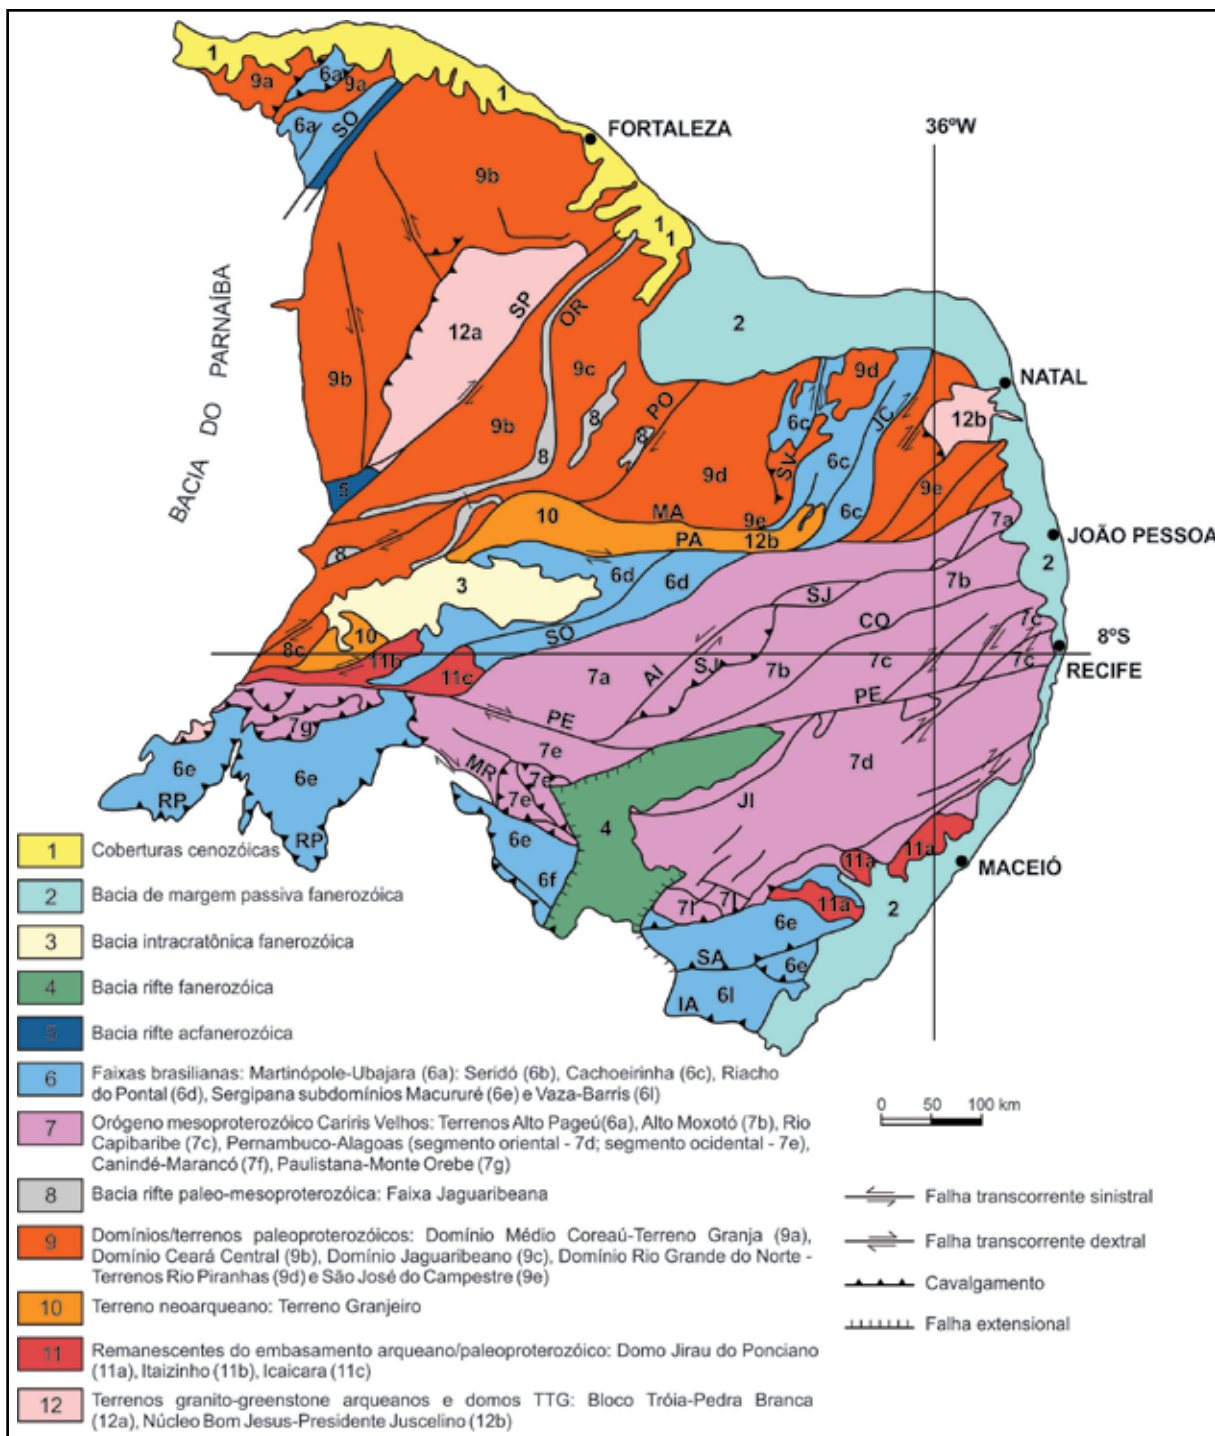 1
6a
9a
9a
1
6a
SO
FORTALEZA
36ºW
9b
1
1
BACIA DO PARNAÍBA
SP
OR
12a
2
9b
9c
9d
NATAL
8
PO
6c
JC
12b
9b
8
8
SV
6c
9d
9e
5
10
MA
9e
6c
7a
PA
12b
JOÃO PESSOA
8
6d
6d
2
3
7b
SJ
10
SO
CO
7c
8ºS
8c
11b
11c
7a
AI
SJ
7b
7c
7c
RECIFE
7g
PE
PE
6e
6e
7e
7d
MR
7e
7e
RP
JI
RP
6e
4
11a
11a
MACEIÓ
6f
7f
7f
11a
2
6e
SA
6e
IA
6l
1 Coberturas cenozóicas
2 Bacia de margem passiva fanerozóica
3 Bacia intracratônica fanerozóica
4 Bacia rifte fanerozóica
5 Bacia rifte acfanerozóica
6 Faixas brasilianas: Martinópole-Ubajara (6a): Seridó (6b), Cachoeirinha (6c), Riacho
do Pontal (6d), Sergipana subdomínios Macururé (6e) e Vaza-Barris (6l)
7 Orógeno mesoproterozóico Cariris Velhos: Terrenos Alto Pageú(6a), Alto Moxotó (7b), Rio
Capibaribe (7c), Pernambuco-Alagoas (segmento oriental - 7d; segmento ocidental - 7e),
Canindé-Marancó (7f), Paulistana-Monte Orebe (7g)
8 Bacia rifte paleo-mesoproterozóica: Faixa Jaguaribeana
9 Domínios/terrenos paleoproterozóicos: Domínio Médio Coreaú-Terreno Granja (9a),
Domínio Ceará Central (9b), Domínio Jaguaribeano (9c), Domínio Rio Grande do Norte -
Terrenos Rio Piranhas (9d) e São José do Campestre (9e)
10 Terreno neoarqueano: Terreno Granjeiro
11 Remanescentes do embasamento arqueano/paleoproterozóico: Domo Jirau do Ponciano
(11a), Itaizinho (11b), Icaicara (11c)
12 Terrenos granito-greenstone arqueanos e domos TTG: Bloco Tróia-Pedra Branca
(12a), Núcleo Bom Jesus-Presidente Juscelino (12b)
0 50 100 km
Falha transcorrente sinistral
Falha transcorrente dextral
Cavalgamento
Falha extensional